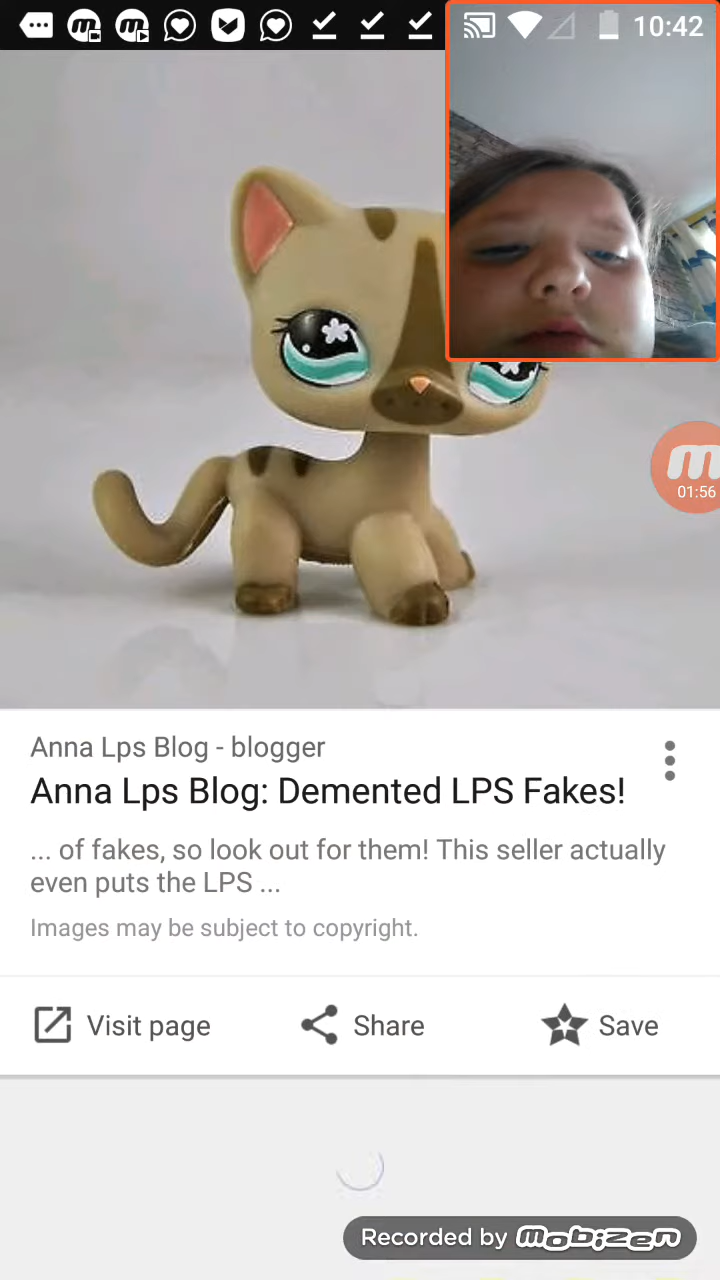 10:42
01:56
Anna Lps Blog - blogger
Anna Lps Blog: Demented LPS Fakes!
... of fakes, so look out for them! This seller actually
even puts the LPS ...
Images may be subject to copyright.
Visit page Share Save
Recorded by mobizen